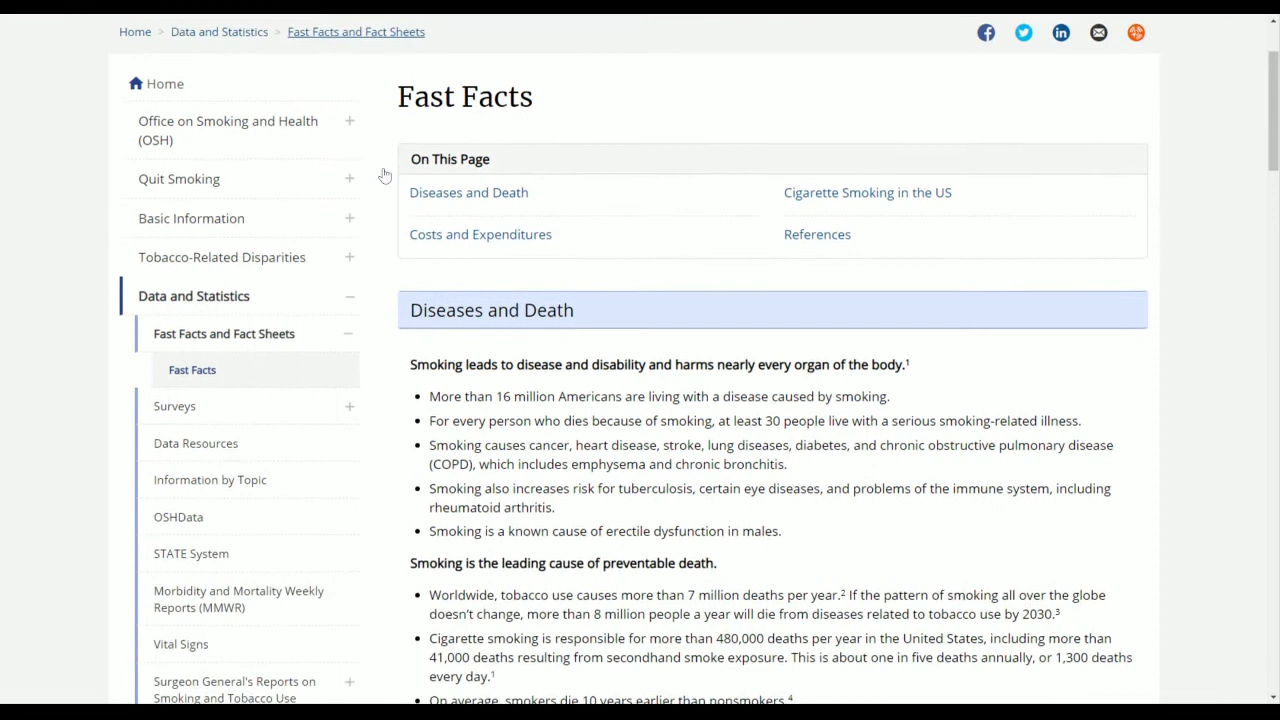 Home > Data and Statistics > Fast Facts and Fact Sheets
Home
Office on Smoking and Health
(OSH)
Quit Smoking
Basic Information
Tobacco-Related Disparities
Data and Statistics
Fast Facts and Fact Sheets
Fast Facts
Surveys
Data Resources
Information by Topic
OSHData
STATE System
Morbidity and Mortality Weekly
Reports (MMWR)
Vital Signs
Surgeon General's Reports on
Smoking and Tobacco Use
Fast Facts
On This Page
Diseases and Death
Cigarette Smoking in the US
Costs and Expenditures
References
Diseases and Death
Smoking leads to disease and disability and harms nearly every organ of the body.¹
• More than 16 million Americans are living with a disease caused by smoking.
• For every person who dies because of smoking, at least 30 people live with a serious smoking-related illness.
• Smoking causes cancer, heart disease, stroke, lung diseases, diabetes, and chronic obstructive pulmonary disease
(COPD), which includes emphysema and chronic bronchitis.
• Smoking also increases risk for tuberculosis, certain eye diseases, and problems of the immune system, including
rheumatoid arthritis.
• Smoking is a known cause of erectile dysfunction in males.
Smoking is the leading cause of preventable death.
• Worldwide, tobacco use causes more than 7 million deaths per year.² If the pattern of smoking all over the globe
doesn’t change, more than 8 million people a year will die from diseases related to tobacco use by 2030.³
• Cigarette smoking is responsible for more than 480,000 deaths per year in the United States, including more than
41,000 deaths resulting from secondhand smoke exposure. This is about one in five deaths annually, or 1,300 deaths
every day.¹
• On average, smokers die 10 years earlier than nonsmokers.⁴